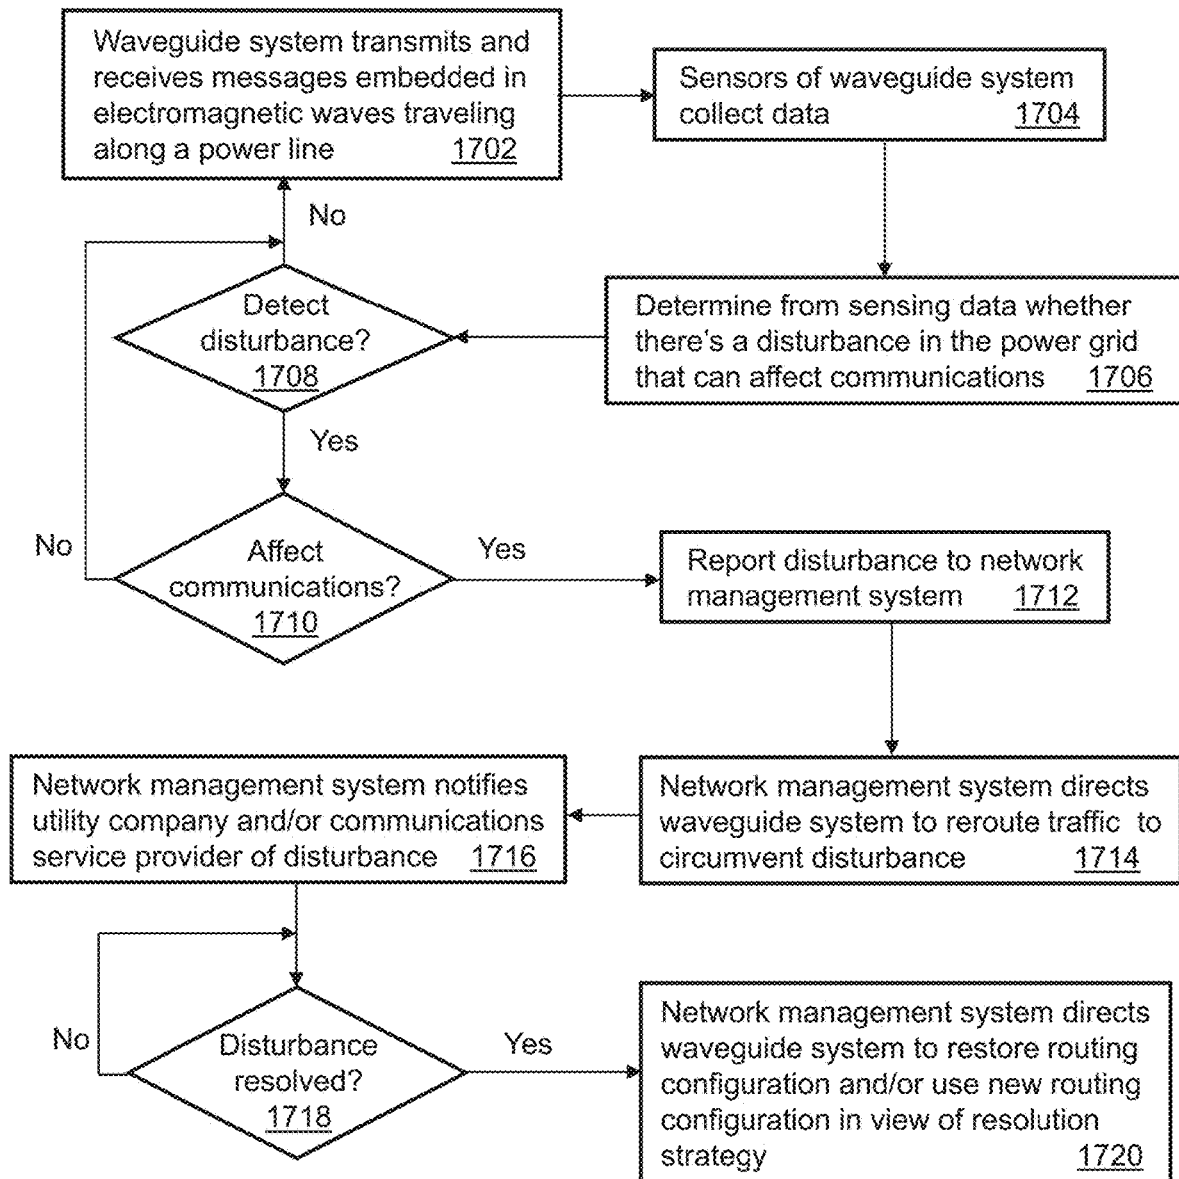 Waveguide system transmits and
receives messages embedded in
electromagnetic waves traveling
along a power line 1702
Sensors of waveguide system
collect data 1704
Determine from sensing data whether
there's a disturbance in the power grid
that can affect communications 1706
No
Detect
disturbance?
1708
Yes
No
Affect
communications?
1710
Yes
Report disturbance to network
management system 1712
Network management system directs
waveguide system to reroute traffic to
circumvent disturbance 1714
Network management system notifies
utility company and/or communications
service provider of disturbance 1716
No
Disturbance
resolved?
1718
Yes
Network management system directs
waveguide system to restore routing
configuration and/or use new routing
configuration in view of resolution
strategy 1720